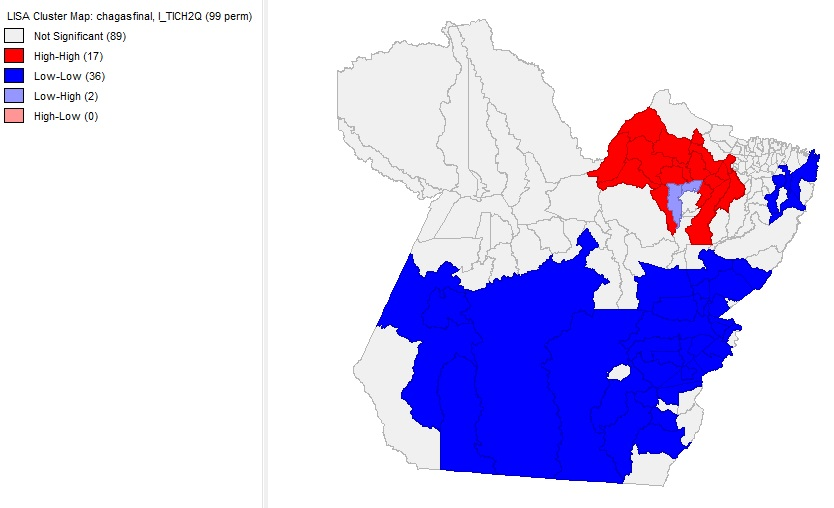 LISA Cluster Map: chagasfinal, I_TICH2Q (99 perm)
Not Significant (89)
High-High (17)
Low-Low (36)
Low-High (2)
High-Low (0)